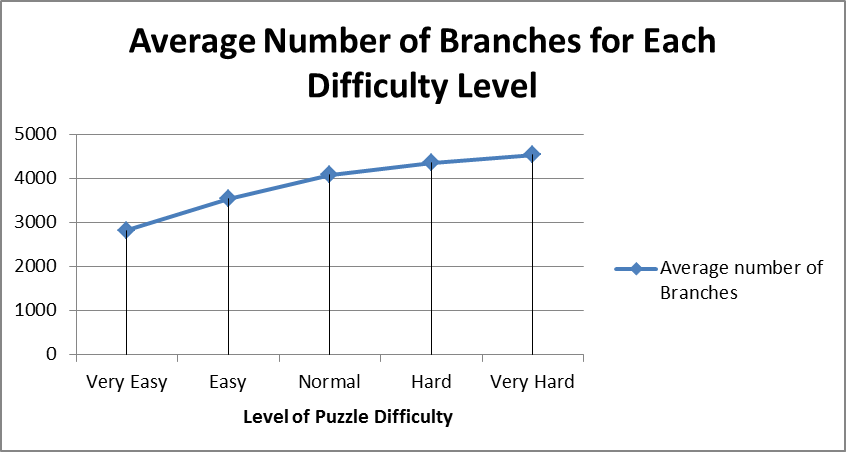 Average Number of Branches for Each
Difficulty Level
5000
4000
3000
2000
1000
0
Very Easy
Easy
Normal
Hard
Very Hard
Level of Puzzle Difficulty
Average number of
Branches